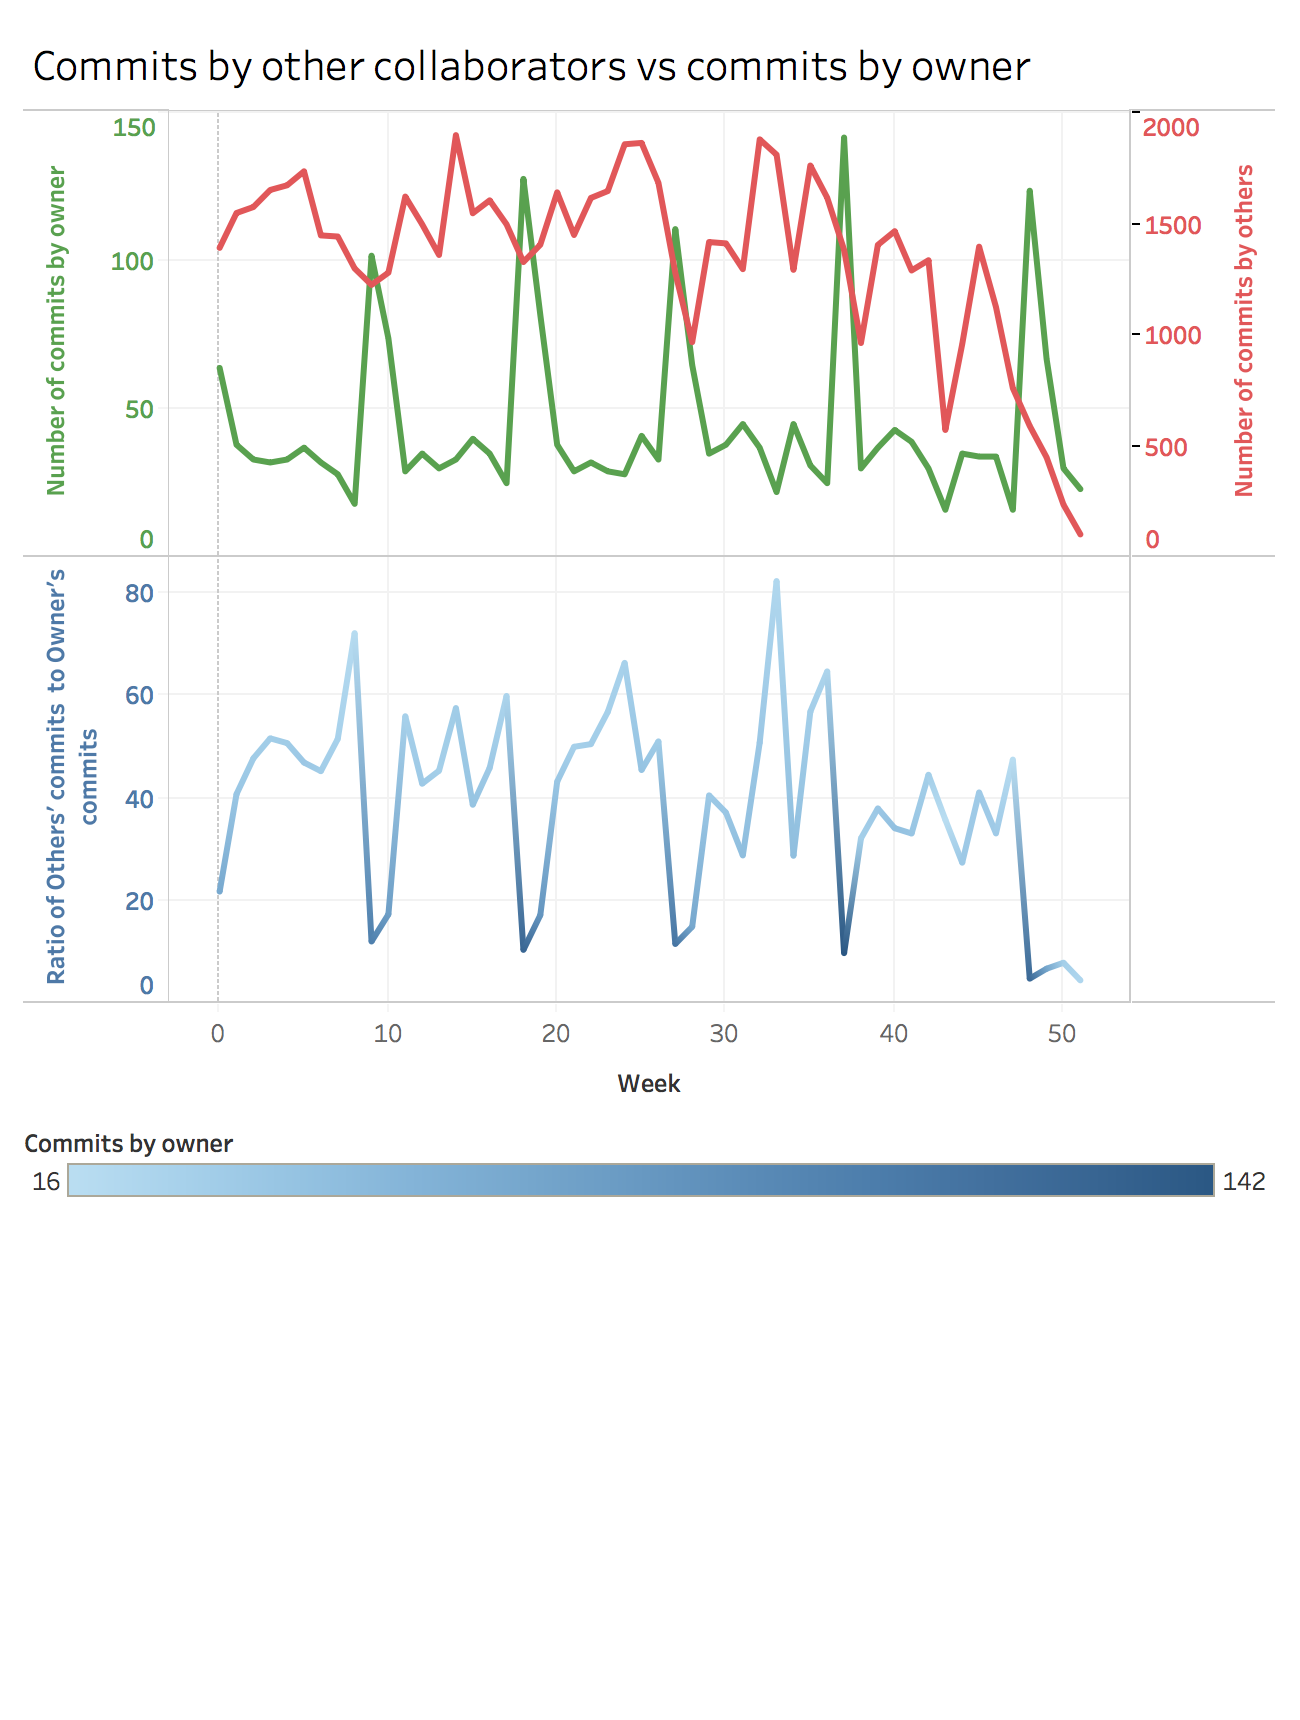 Commits by other collaborators vs commits by owner
150
100
50
0
Number of commits by owner
2000
1500
1000
500
0
Number of commits by others
Ratio of Others’ commits to Owner’s
commits
80
60
40
20
0
0 10 20 30 40 50
Week
Commits by owner
16 142